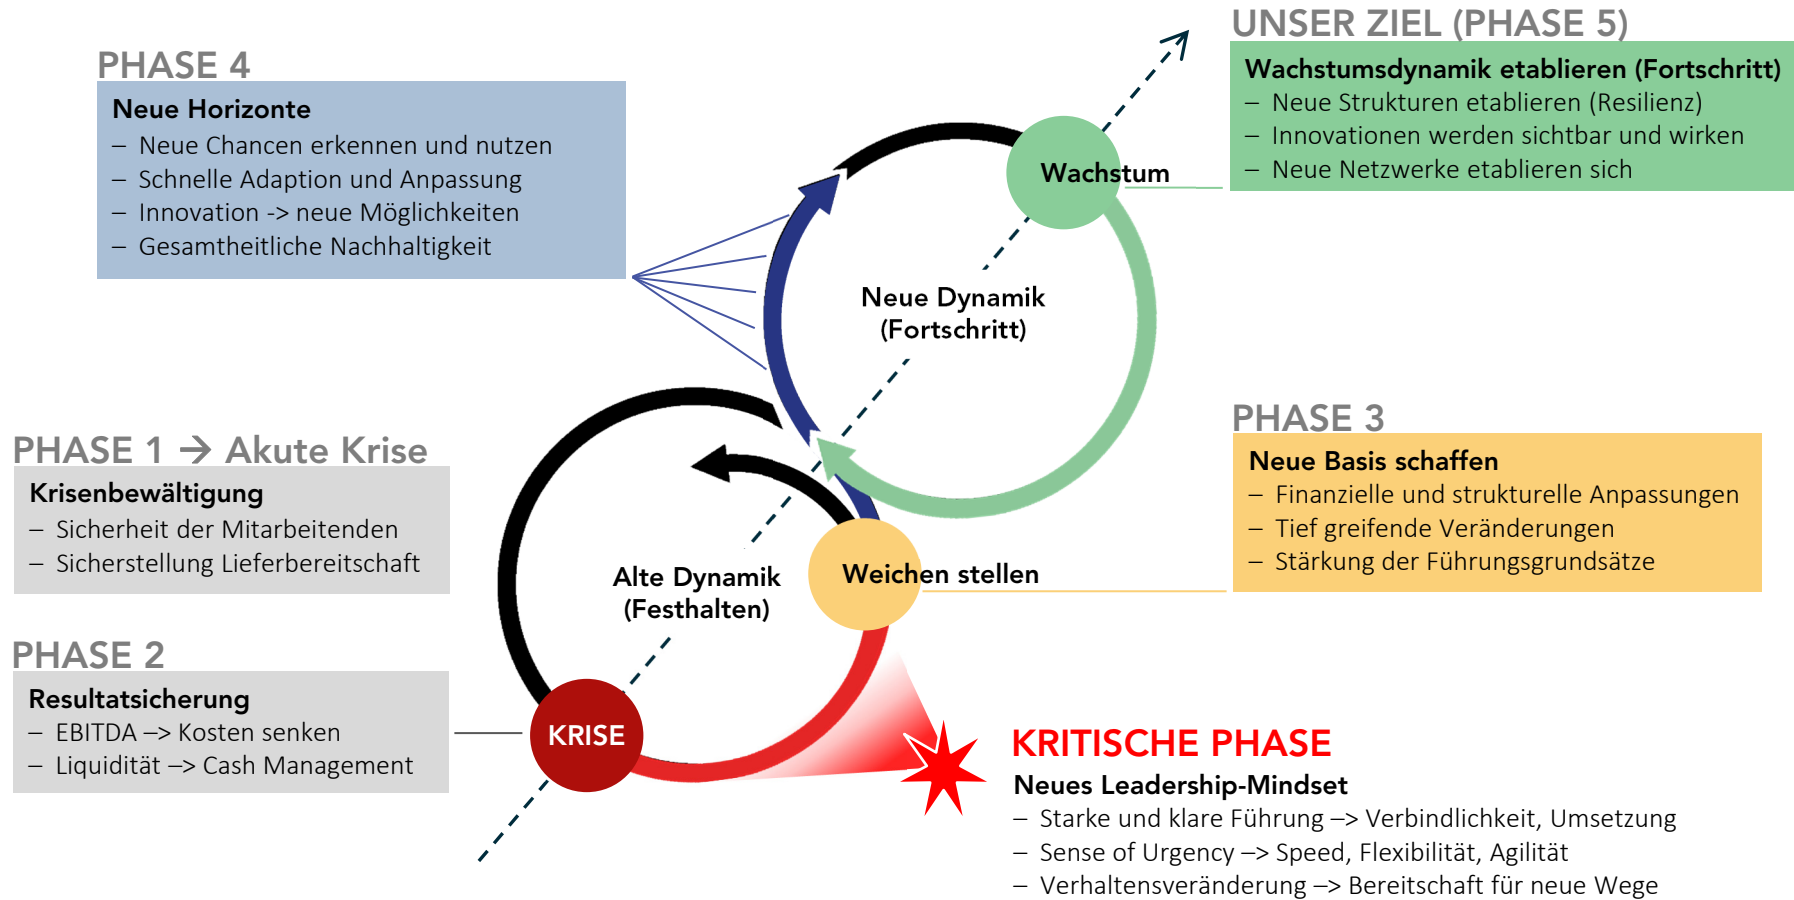 PHASE 4
Neue Horizonte
– Neue Chancen erkennen und nutzen
– Schnelle Adaption und Anpassung
– Innovation -> neue Möglichkeiten
– Gesamtheitliche Nachhaltigkeit
UNSER ZIEL (PHASE 5)
Wachstumsdynamik etablieren (Fortschritt)
– Neue Strukturen etablieren (Resilienz)
– Innovationen werden sichtbar und wirken
– Neue Netzwerke etablieren sich
Wachstum
Neue Dynamik
(Fortschritt)
PHASE 1 → Akute Krise
Krisenbewältigung
– Sicherheit der Mitarbeitenden
– Sicherstellung Lieferbereitschaft
PHASE 3
Neue Basis schaffen
– Finanzielle und strukturelle Anpassungen
– Tief greifende Veränderungen
– Stärkung der Führungsgrundsätze
Alte Dynamik
(Festhalten)
Weichen stellen
PHASE 2
Resultatsicherung
– EBITDA –> Kosten senken
– Liquidität –> Cash Management
KRISE
KRITISCHE PHASE
Neues Leadership-Mindset
– Starke und klare Führung –> Verbindlichkeit, Umsetzung
– Sense of Urgency –> Speed, Flexibilität, Agilität
– Verhaltensveränderung –> Bereitschaft für neue Wege